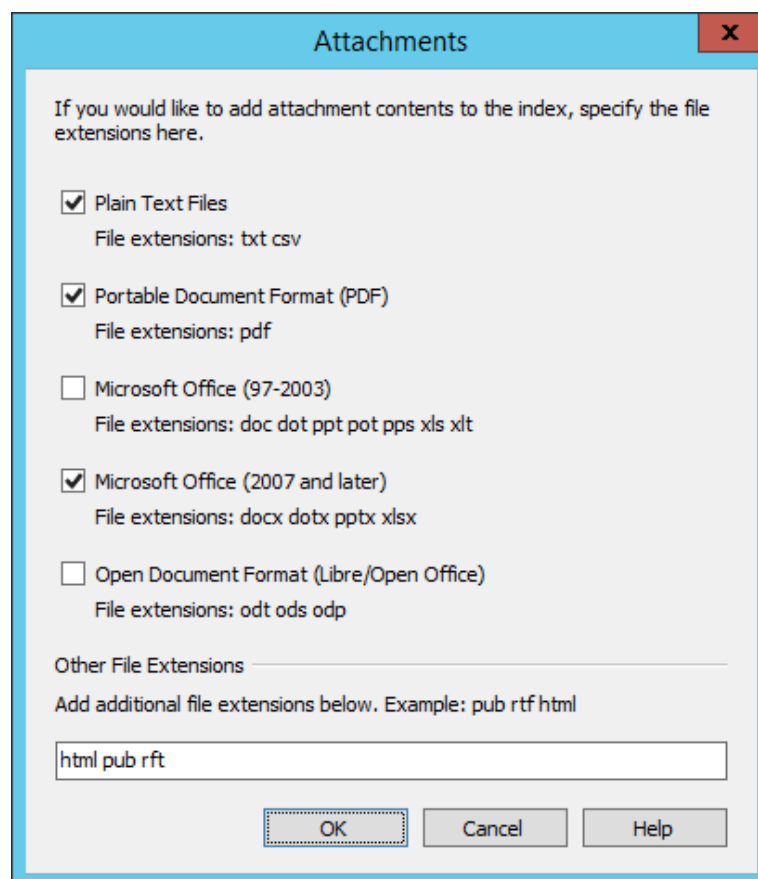 Attachments
x
If you would like to add attachment contents to the index, specify the file
extensions here.
Plain Text Files
File extensions: txt csv
Portable Document Format (PDF)
File extensions: pdf
Microsoft Office (97-2003)
File extensions: doc dot ppt pot pps xls xlt
Microsoft Office (2007 and later)
File extensions: docx dotx pptx xlsx
Open Document Format (Libre/Open Office)
File extensions: odt ods odp
Other File Extensions
Add additional file extensions below. Example: pub rtf html
html pub rft
OK Cancel Help